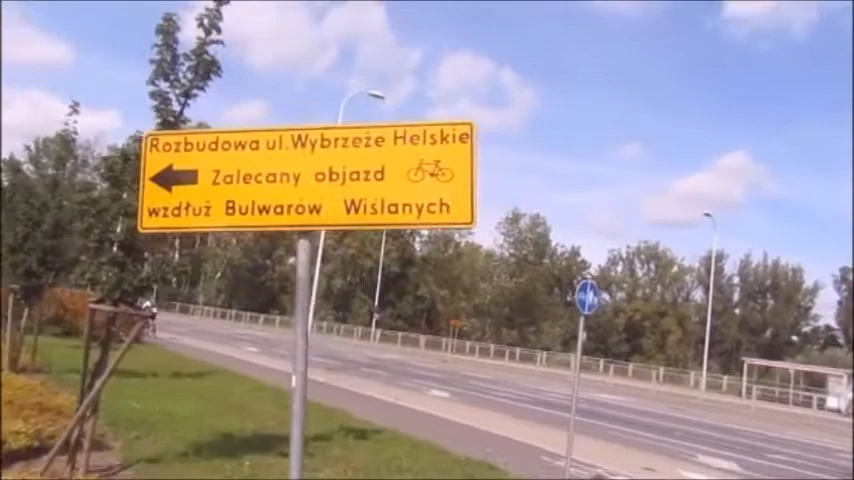 Rozbudowa ul. Wybrzeże Helskie
Zalecany objazd
wzdłuż Bulwarów Wiślanych